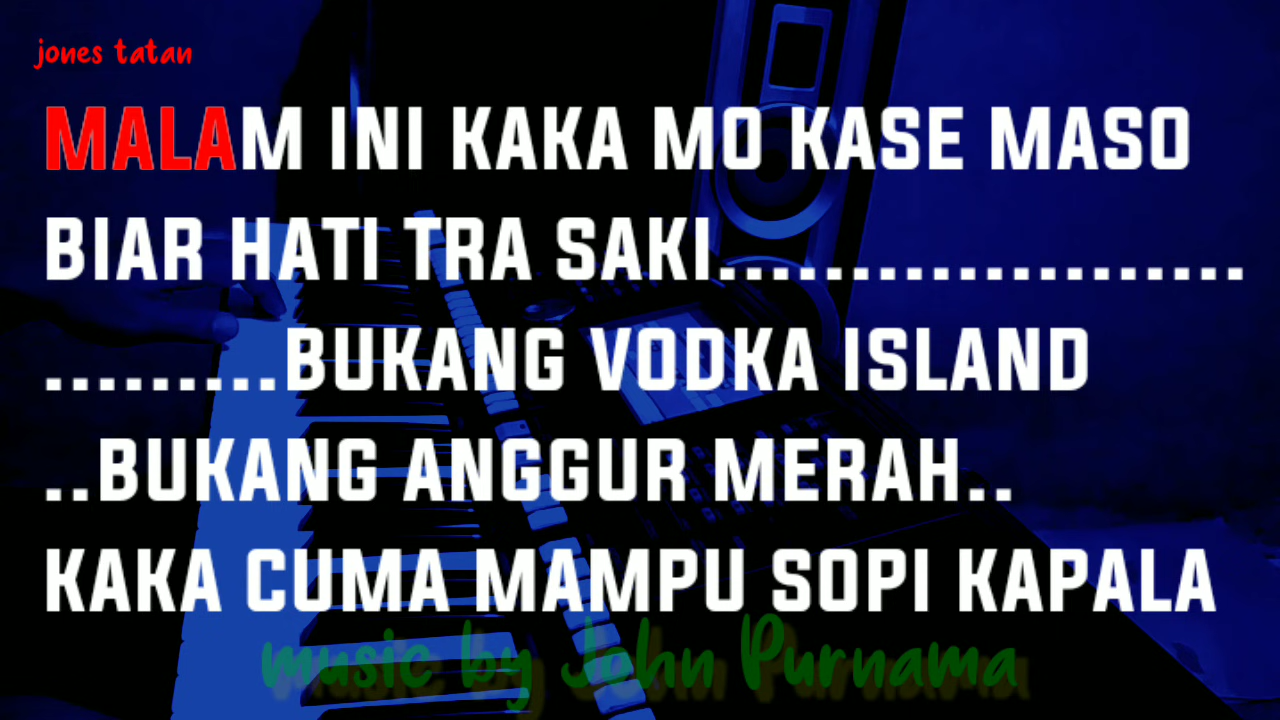 jones tatan
MALAM INI KAKA MO KASE MASO
BIAR HATI TRA SAKI....................
.........BUKANG VODKA ISLAND
..BUKANG ANGGUR MERAH..
KAKA CUMA MAMPU SOPI KAPALA
music by John Purnama